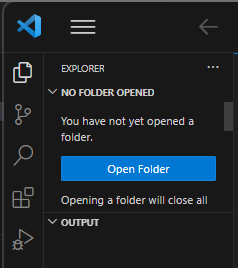 EXPLORER
NO FOLDER OPENED
You have not yet opened a
folder.
Open Folder
Opening a folder will close all
OUTPUT